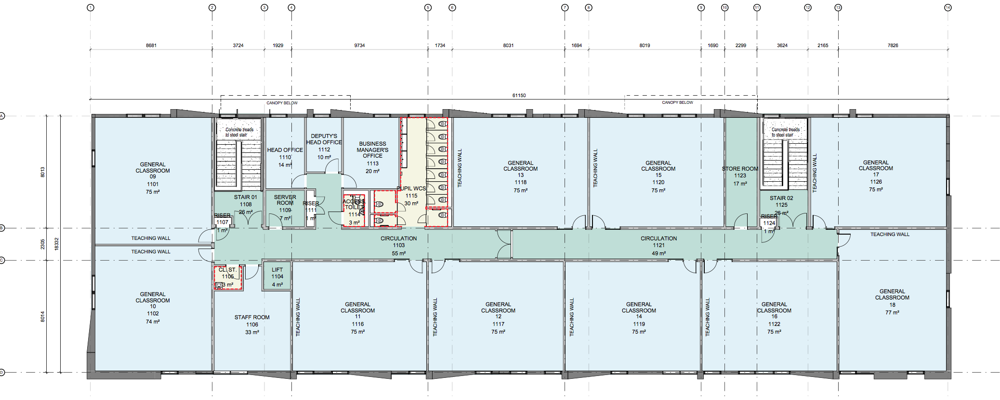 1 2 3 4 5 6 7 8 9 10 11 12 13 14
8681 3724 1929 9734 1734 8031 1694 8019 1690 2299 3624 2165 7826
61150
CANOPY BELOW
CANOPY BELOW
A
B
C
D
8013
2305
8014
18332
GENERAL
CLASSROOM
09
1101
75 m²
TEACHING WALL
Concrete treads
to steel stair
STAIR 01
1108
26 m²
RISER
1107
1 m²
HEAD OFFICE
1110
14 m²
DEPUTY'S
HEAD OFFICE
1112
10 m²
BUSINESS
MANAGER'S
OFFICE
1113
20 m²
SERVER
ROOM
1109
7 m²
RISER
1111
1 m²
ACCESS.
TOILET
1114
3 m²
PUPIL WCS
1115
30 m²
TEACHING WALL
GENERAL
CLASSROOM
13
1118
75 m²
TEACHING WALL
GENERAL
CLASSROOM
15
1120
75 m²
STORE ROOM
1123
17 m²
Concrete treads
to steel stair
STAIR 02
1125
26 m²
RISER
1124
1 m²
TEACHING WALL
GENERAL
CLASSROOM
17
1126
75 m²
CIRCULATION
1103
55 m²
CIRCULATION
1121
49 m²
TEACHING WALL
GENERAL
CLASSROOM
10
1102
74 m²
CL. ST.
1105
3 m²
LIFT
1104
4 m²
STAFF ROOM
1106
33 m²
TEACHING WALL
GENERAL
CLASSROOM
11
1116
75 m²
TEACHING WALL
GENERAL
CLASSROOM
12
1117
75 m²
TEACHING WALL
GENERAL
CLASSROOM
14
1119
75 m²
TEACHING WALL
GENERAL
CLASSROOM
16
1122
75 m²
TEACHING WALL
GENERAL
CLASSROOM
18
77 m²